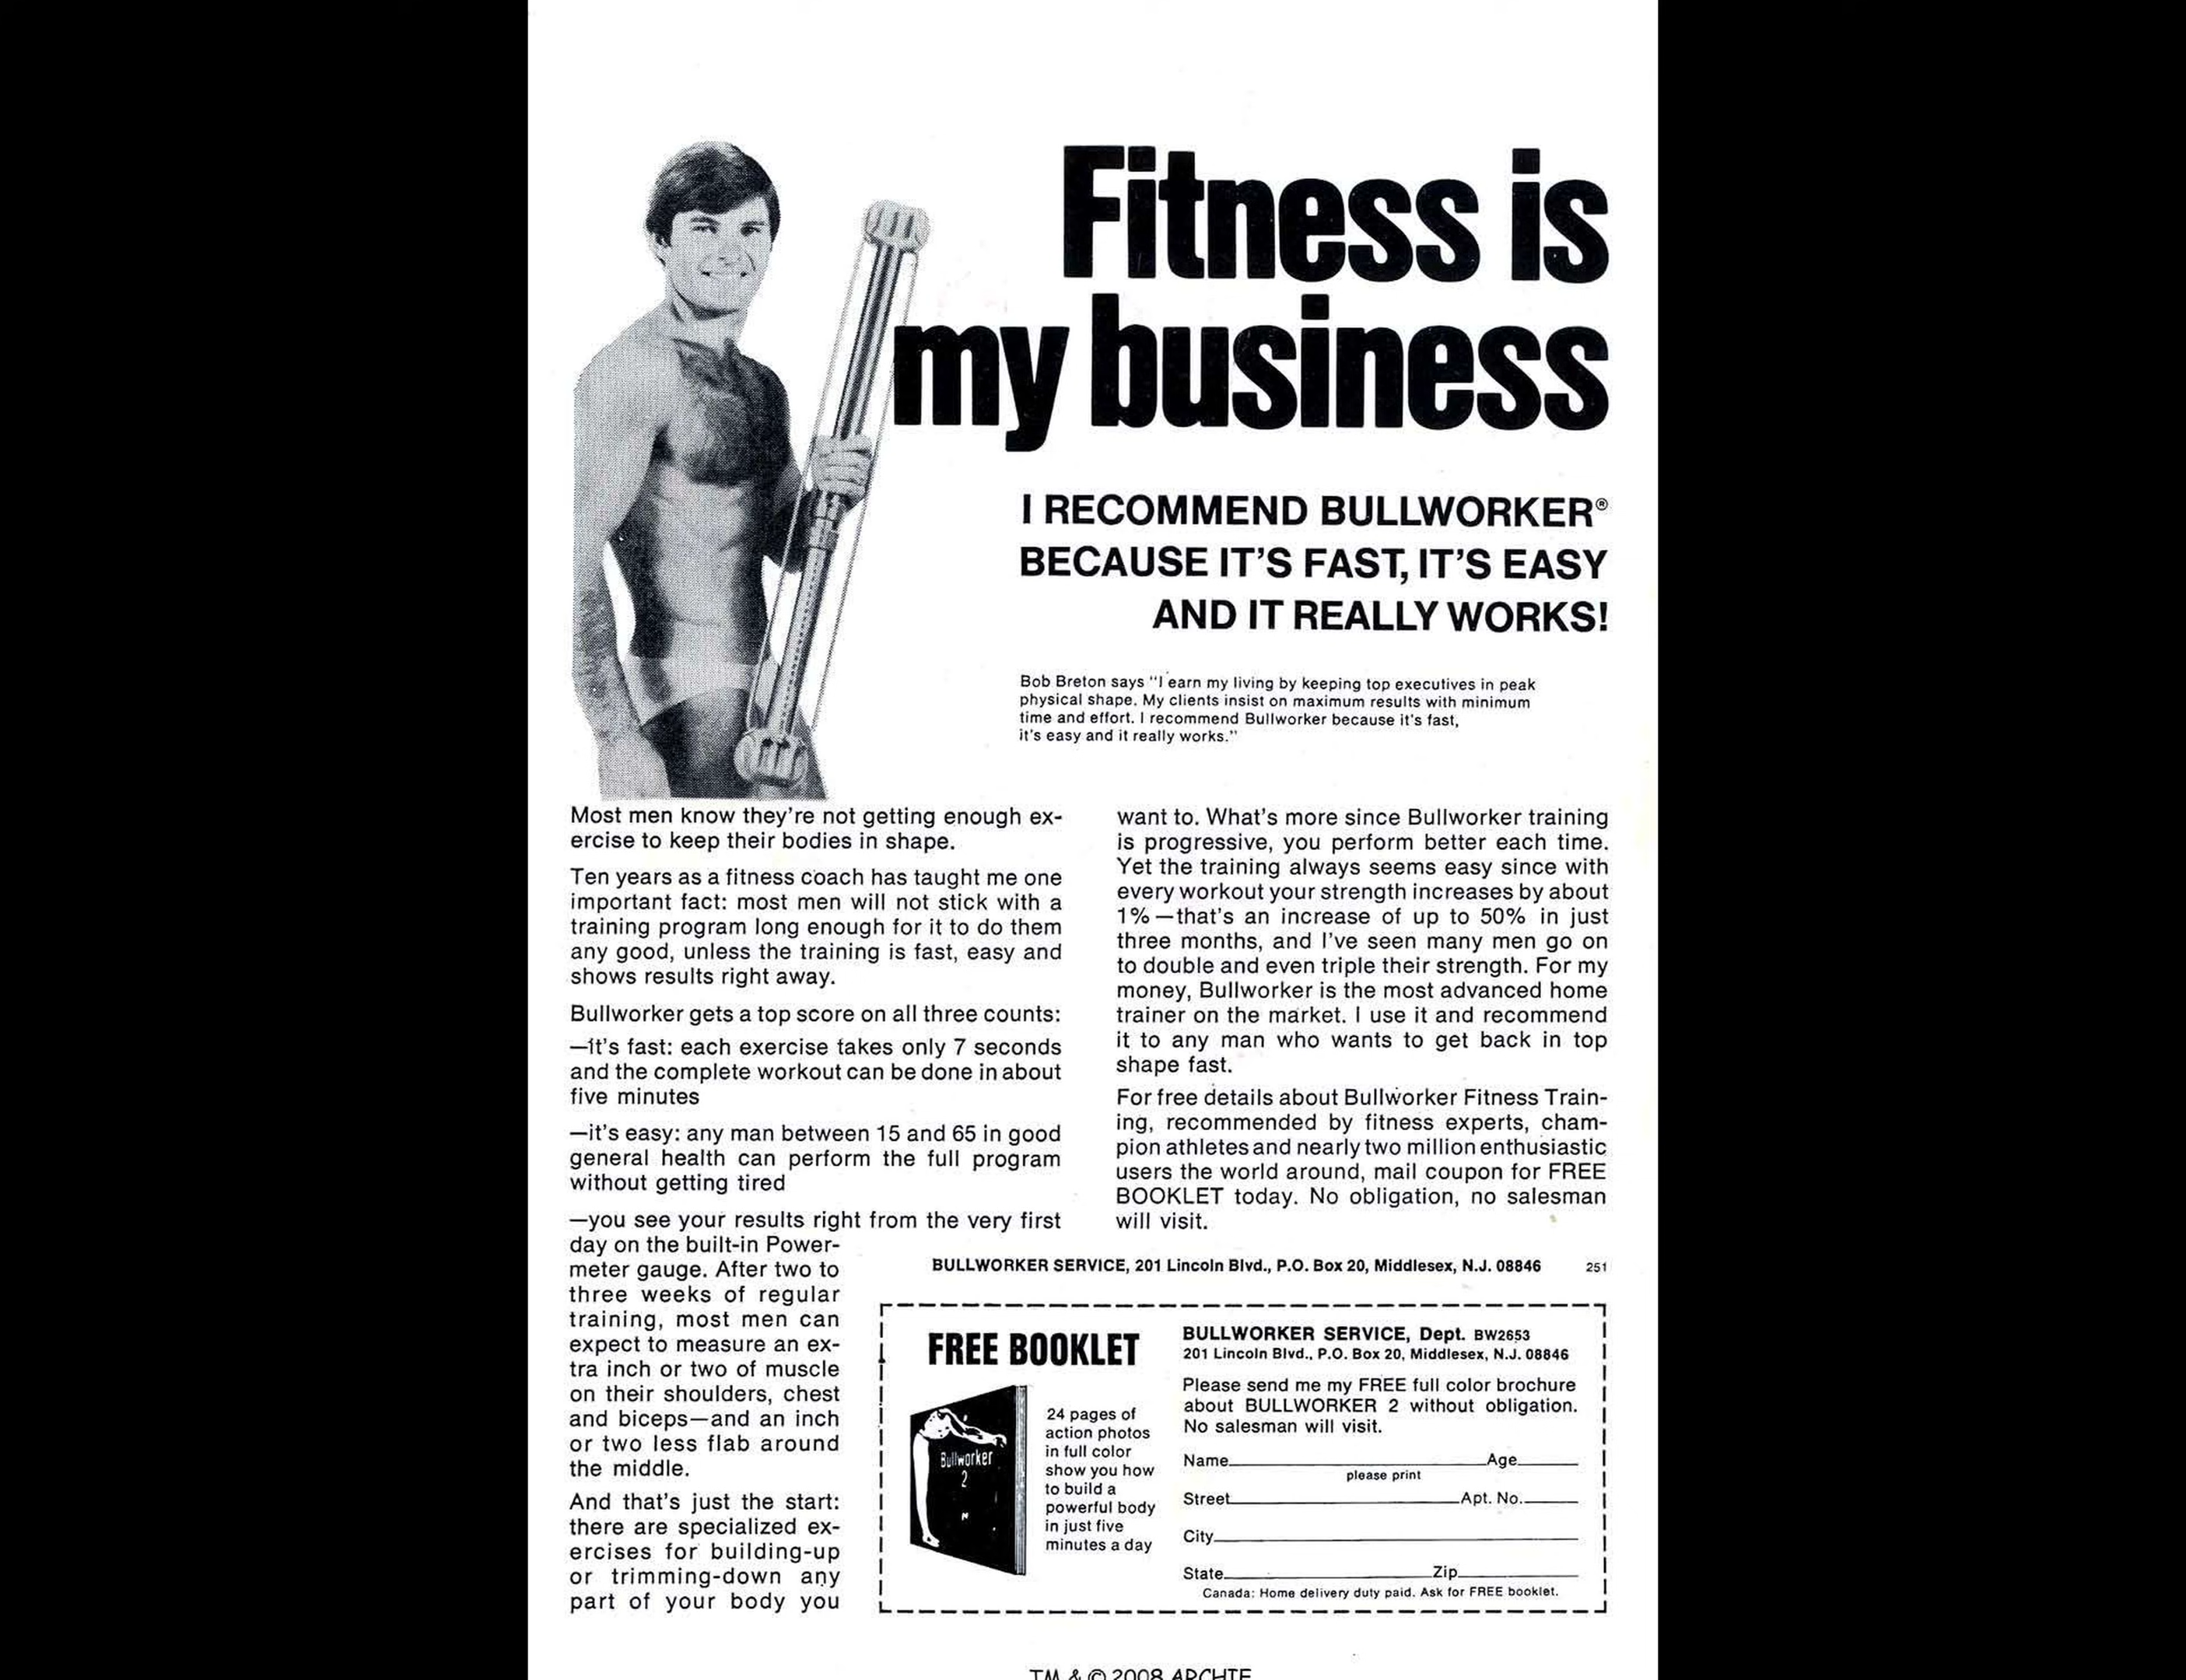 Fitness is
my business
I RECOMMEND BULLWORKER®
BECAUSE IT'S FAST, IT'S EASY
AND IT REALLY WORKS!
Bob Breton says "I earn my living by keeping top executives in peak
physical shape. My clients insist on maximum results with minimum
time and effort. I recommend Bullworker because it's fast,
it's easy and it really works."
Most men know they're not getting enough ex-
ercise to keep their bodies in shape.
Ten years as a fitness coach has taught me one
important fact: most men will not stick with a
training program long enough for it to do them
any good, unless the training is fast, easy and
shows results right away.
Bullworker gets a top score on all three counts:
—it's fast: each exercise takes only 7 seconds
and the complete workout can be done in about
five minutes
—it's easy: any man between 15 and 65 in good
general health can perform the full program
without getting tired
—you see your results right from the very first
day on the built-in Power-
meter gauge. After two to
three weeks of regular
training, most men can
expect to measure an ex-
tra inch or two of muscle
on their shoulders, chest
and biceps—and an inch
or two less flab around
the middle.
And that's just the start:
there are specialized ex-
ercises for building-up
or trimming-down any
part of your body you
want to. What's more since Bullworker training
is progressive, you perform better each time.
Yet the training always seems easy since with
every workout your strength increases by about
1%—that's an increase of up to 50% in just
three months, and I've seen many men go on
to double and even triple their strength. For my
money, Bullworker is the most advanced home
trainer on the market. I use it and recommend
it to any man who wants to get back in top
shape fast.
For free details about Bullworker Fitness Train-
ing, recommended by fitness experts, cham-
pion athletes and nearly two million enthusiastic
users the world around, mail coupon for FREE
BOOKLET today. No obligation, no salesman
will visit.
BULLWORKER SERVICE, 201 Lincoln Blvd., P.O. Box 20, Middlesex, N.J. 08846 251
FREE BOOKLET
Bullworker
2
24 pages of
action photos
in full color
show you how
to build a
powerful body
in just five
minutes a day
BULLWORKER SERVICE, Dept. BW2653
201 Lincoln Blvd., P.O. Box 20, Middlesex, N.J. 08846
Please send me my FREE full color brochure
about BULLWORKER 2 without obligation.
No salesman will visit.
Name Age
please print
Street Apt. No.
City
State Zip
Canada: Home delivery duty paid. Ask for FREE booklet.
TM & © 2008 ARCHIE